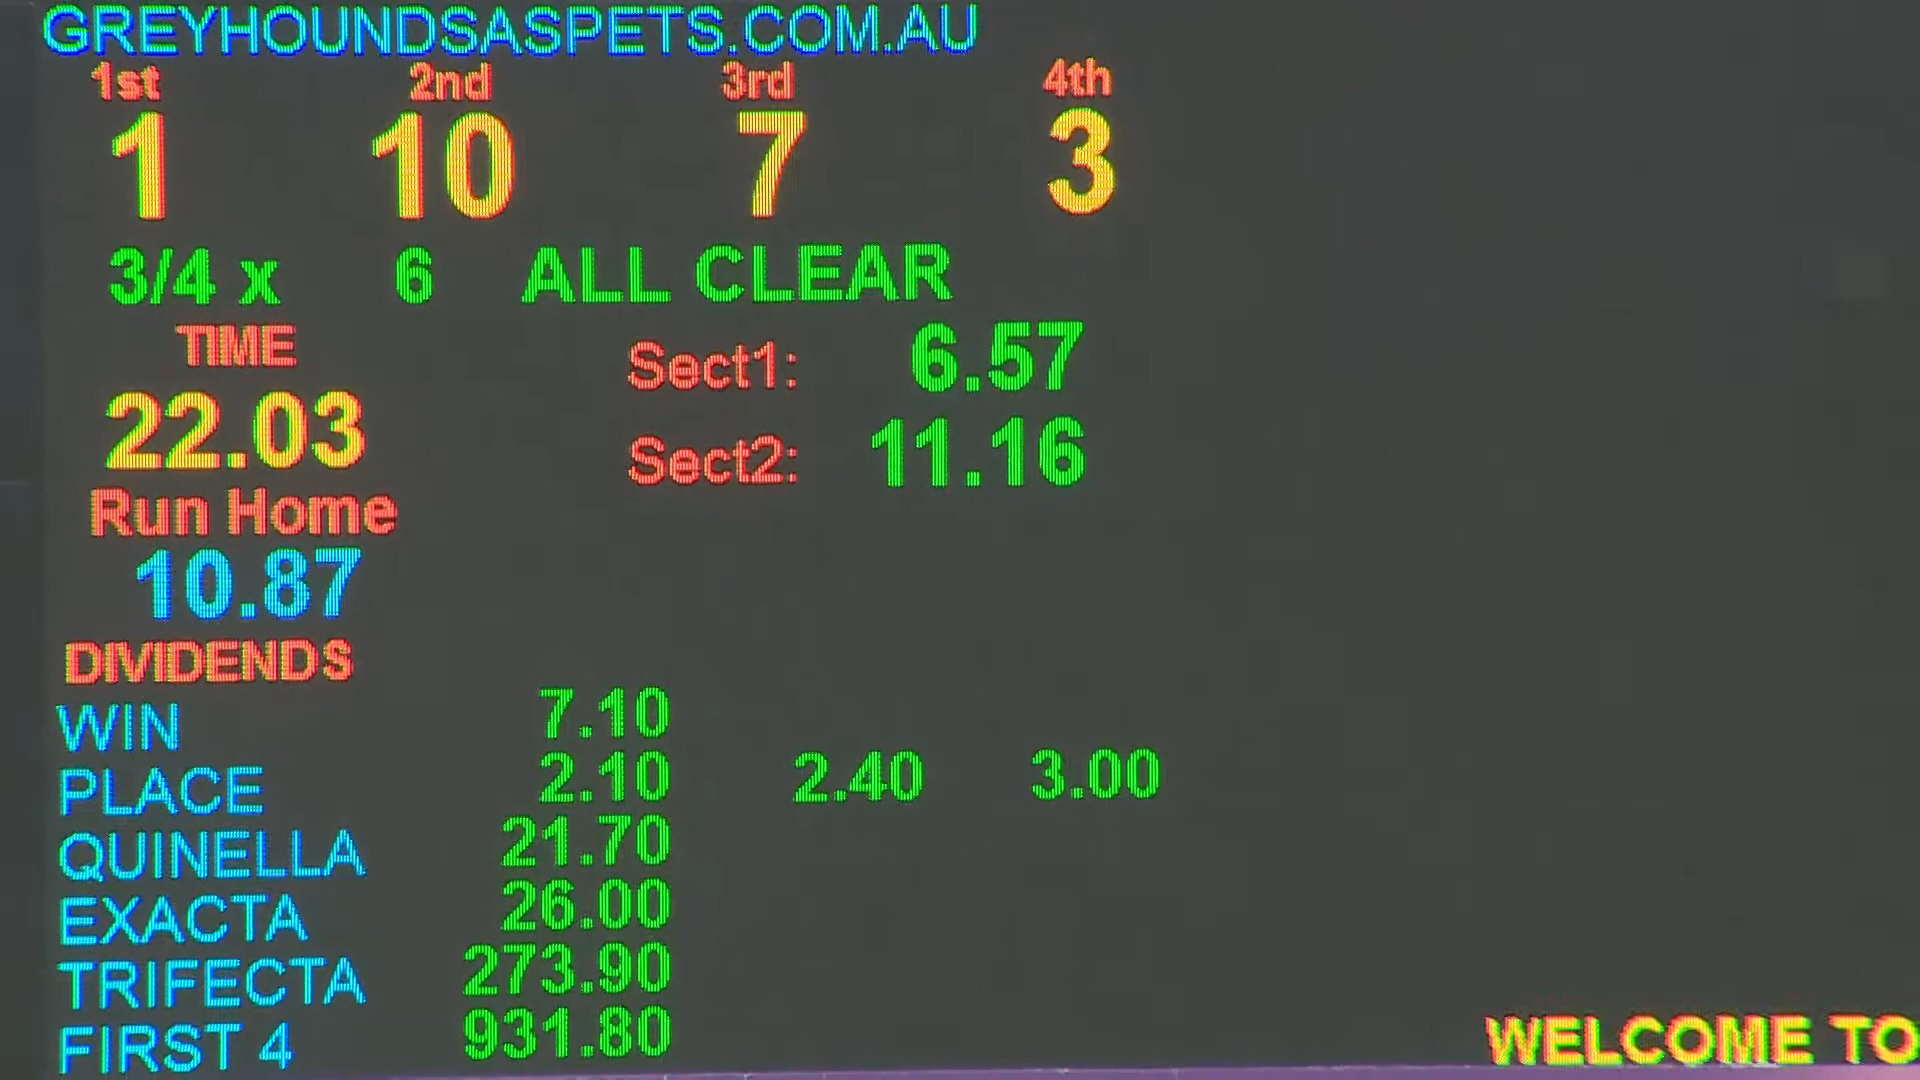 GREYHOUNDSASPETS.COM.AU
1st 2nd 3rd 4th
1 10 7 3
3/4 x 6 ALL CLEAR
TIME
Sect1: 6.57
22.03
Sect2: 11.16
Run Home
10.87
DIVIDENDS
WIN 7.10
PLACE 2.10 2.40 3.00
QUINELLA 21.70
EXACTA 26.00
TRIFECTA 273.90
FIRST 4 931.80
WELCOME TO